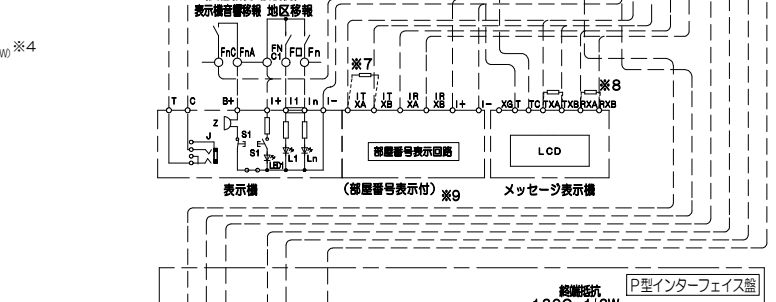 表示機音響移報 地区移報
W) ※4
FnC FnA FN C1 F Fn
※7
※8
T C B+ I+ I1 In I- IT XA IT XB IR XA IR XB I+ I- XG T TC TXA TXB RXA RXB
Z
S1
J
S1
LED1 L1 Ln
部屋番号表示回路
LCD
表示機
(部屋番号表示付) ※9
メッセージ表示機
終端抵抗
P型インターフェイス盤